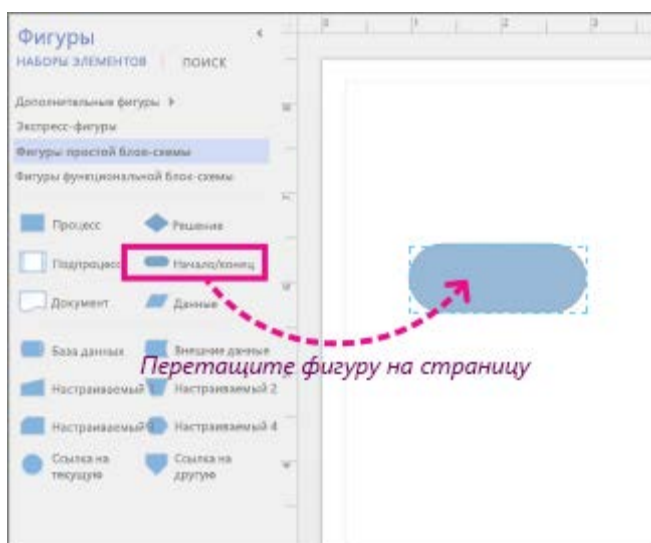 Фигуры
НАБОРЫ ЭЛЕМЕНТОВ ПОИСК
Дополнительные фигуры
Экспресс-фигуры
Фигуры простой блок-схемы
Фигуры функциональной блок-схемы
Процесс Решение
Подпроцесс Начало/конец
Документ Данные
База данных Внешние данные
Перетащите фигуру на страницу
Настраиваемый 1 Настраиваемый 2
Настраиваемый 3 Настраиваемый 4
Ссылка на Ссылка на
текущую другую